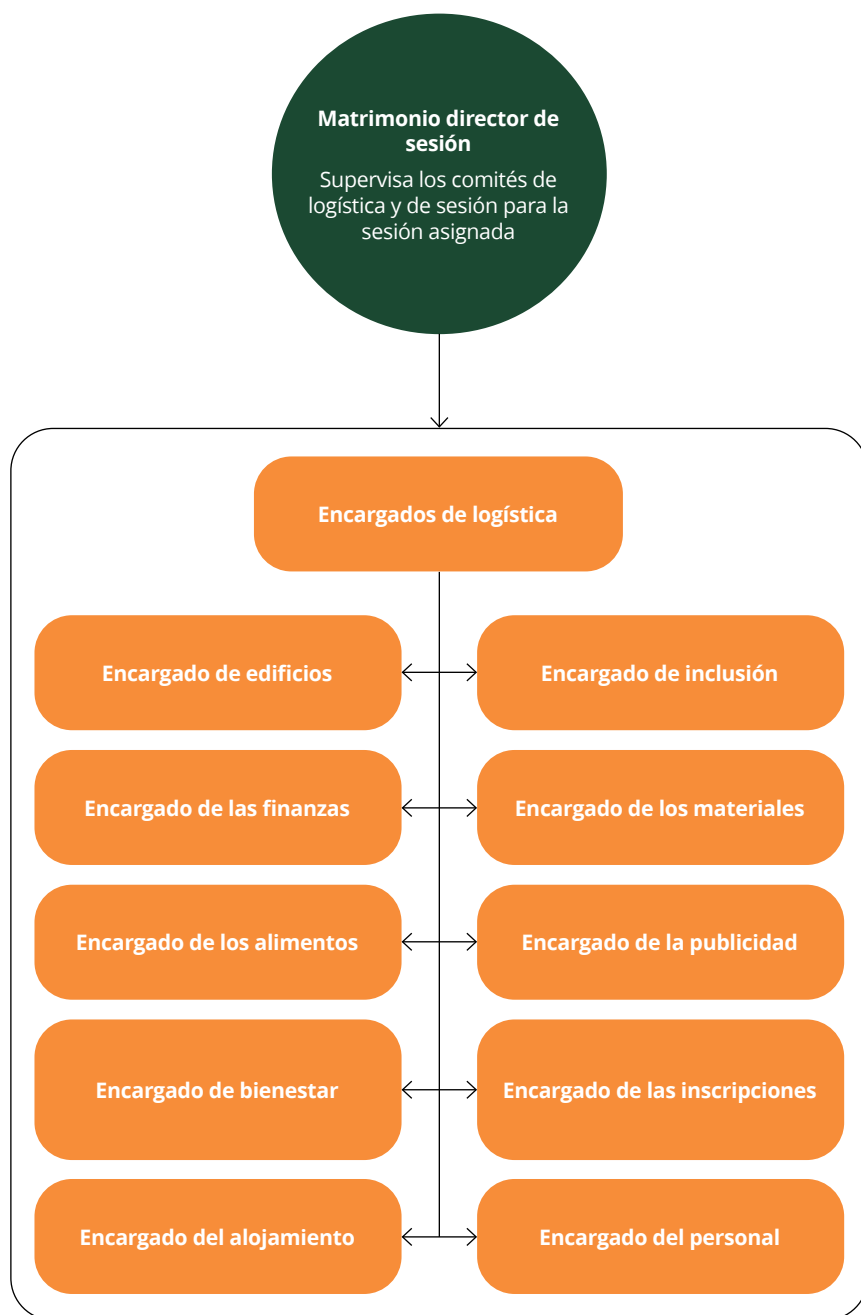 Matrimonio director de
sesión
Supervisa los comités de
logística y de sesión para la
sesión asignada
Encargados de logística
Encargado de edificios
Encargado de inclusión
Encargado de las finanzas
Encargado de los materiales
Encargado de los alimentos
Encargado de la publicidad
Encargado de bienestar
Encargado de las inscripciones
Encargado del alojamiento
Encargado del personal